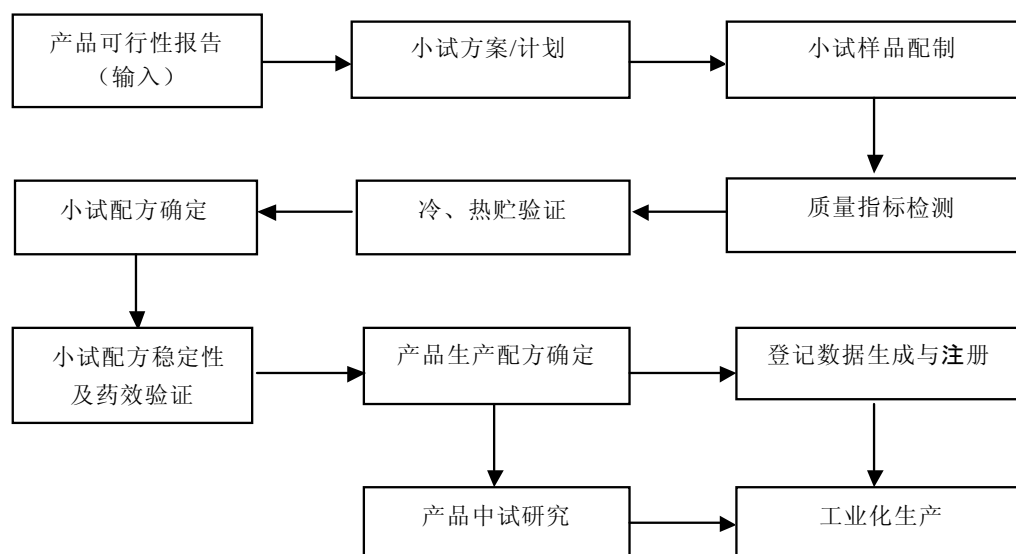 产品可行性报告
（输入）
小试方案/计划
小试样品配制
小试配方确定
冷、热贮验证
质量指标检测
小试配方稳定性
及药效验证
产品生产配方确定
登记数据生成与注册
产品中试研究
工业化生产